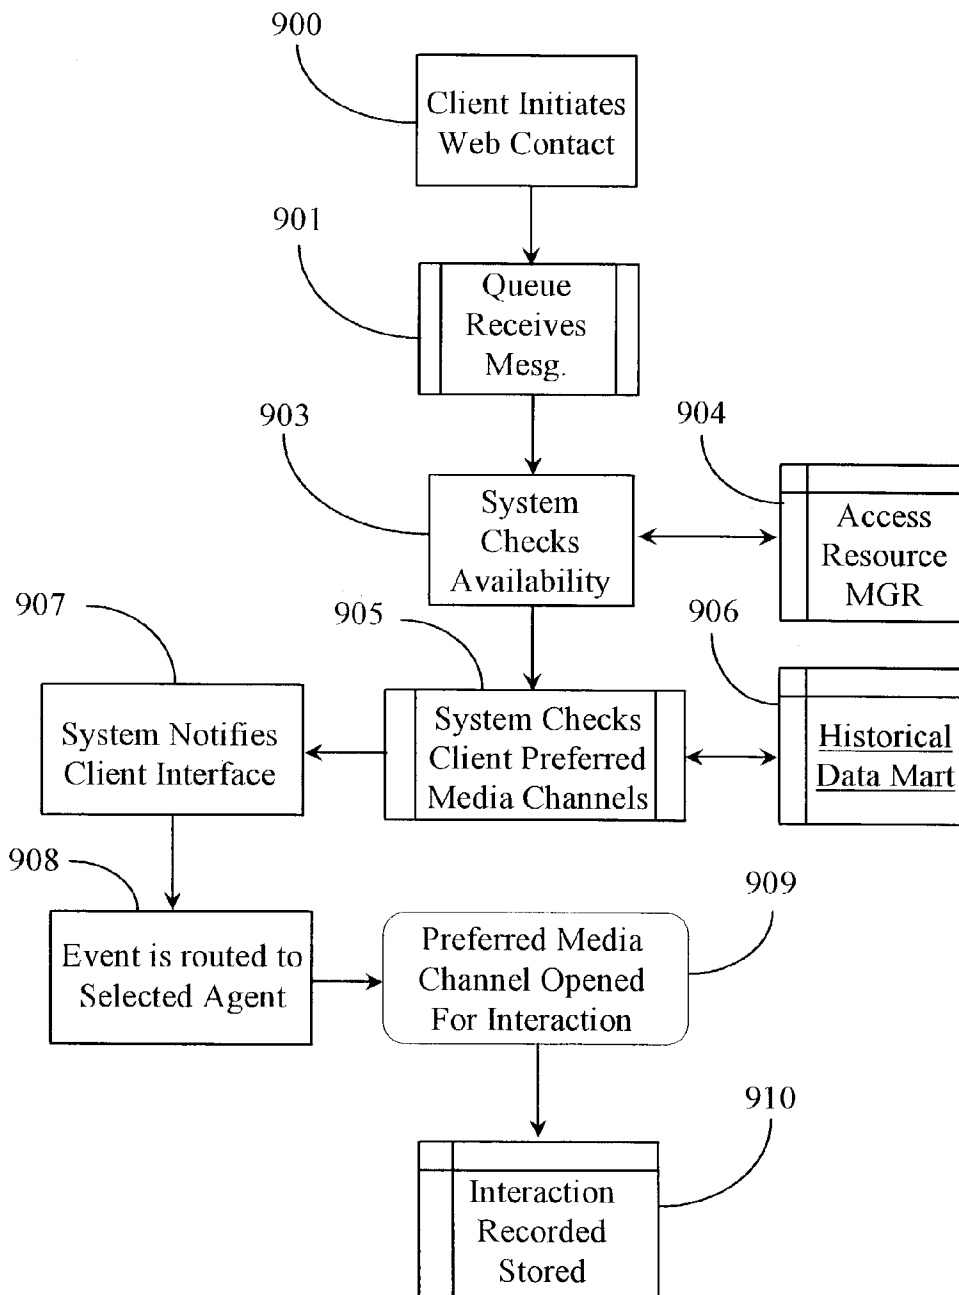 900
Client Initiates
Web Contact
901
Queue
Receives
Mesg.
903
System
Checks
Availability
904
Access
Resource
MGR
905
System Checks
Client Preferred
Media Channels
906
Historical
Data Mart
907
System Notifies
Client Interface
908
Event is routed to
Selected Agent
909
Preferred Media
Channel Opened
For Interaction
910
Interaction
Recorded
Stored